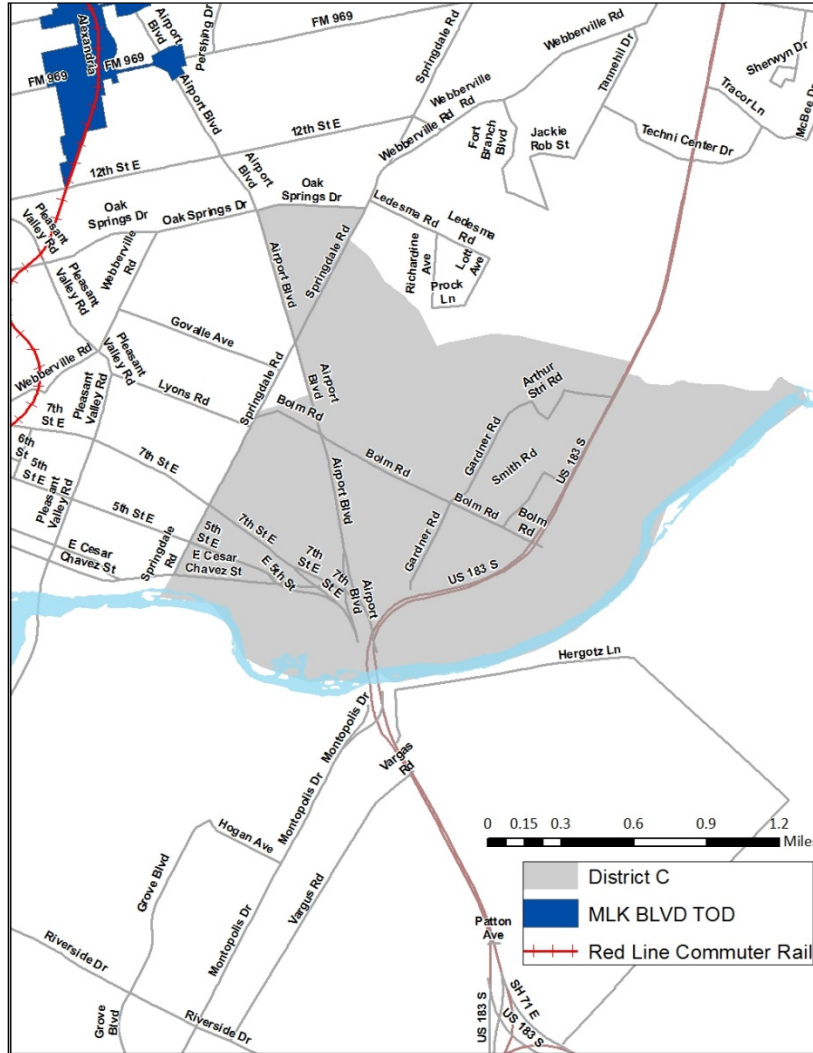 Airport
Blvd
Pershing Dr
FM 969
Alexandria
FM 969
FM 969
Airport Blvd
Springdale Rd
Webberville Rd
Tannehil Dr
Sherwyn Dr
Tracor Ln
McBee Dr
Webberville
Rd
Webberville Rd
Fort
Branch
Blvd
Jackie
Rob St
Techni Center Dr
12th St E
12th St E
Airport
Blvd
Oak
Springs Dr
Oak
Springs Dr
Oak Springs Dr
Pleasant
Valley Rd
Pleasant
Valley Rd
Webberville
Rd
Ledesma Rd
Ledesma
Rd
Richardine
Ave
Lott
Ave
Prock
Ln
Airport Blvd
Springdale Rd
Govalle Ave
Pleasant
Valley Rd
Lyons Rd
Springdale Rd
Airport
Blvd
Webberville Rd
Pleasant
Valley Rd
7th
St E
6th
St
5th
St E
7th
St E
Pleasant
Valley Rd
5th St E
E Cesar
Chavez St
Springdale
Rd
Bolm Rd
Bolm Rd
Bolm Rd
Bolm
Rd
Arthur
Stri Rd
Gardner Rd
Smith Rd
US 183 S
Airport Blvd
5th
St E
7th St E
E Cesar
Chavez St
E 5th St
7th
St E
7th
St E
Airport
Blvd
Gardner Rd
US 183 S
Hergotz Ln
Montopolis Dr
Vargas
Rd
Montopolis Dr
Hogan Ave
Grove Blvd
Vargus Rd
Montopolis Dr
Riverside Dr
Riverside Dr
Grove
Blvd
Patton
Ave
SH 71 E
US 183 S
US 183 S
0 0.15 0.3 0.6 0.9 1.2
Miles
District C
MLK BLVD TOD
Red Line Commuter Rail